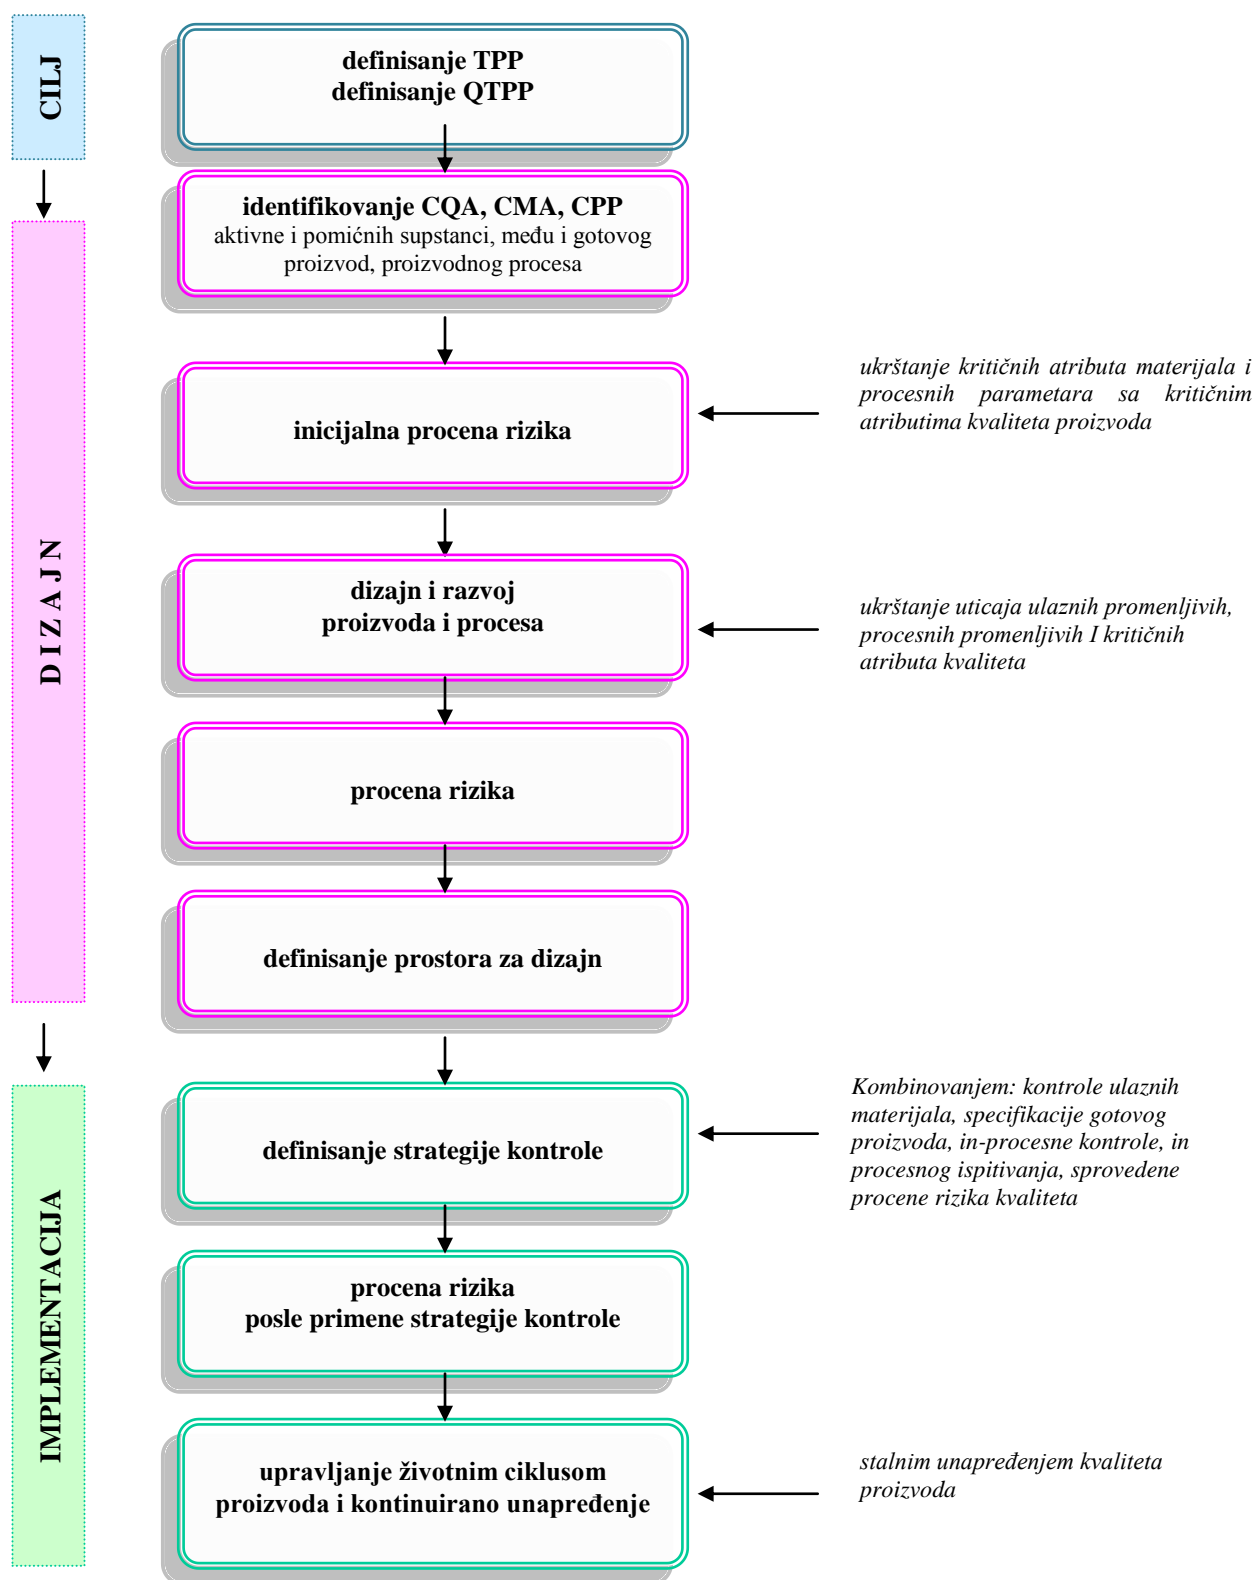 CILJ
definisanje TPP
definisanje QTPP
identifikovanje CQA, CMA, CPP
aktivne i pomićnih supstanci, među i gotovog
proizvod, proizvodnog procesa
DIZAJN
inicijalna procena rizika
ukrštanje kritičnih atributa materijala i
procesnih parametara sa kritičnim
atributima kvaliteta proizvoda
dizajn i razvoj
proizvoda i procesa
ukrštanje uticaja ulaznih promenljivih,
procesnih promenljivih I kritičnih
atributa kvaliteta
procena rizika
definisanje prostora za dizajn
IMPLEMENTACIJA
definisanje strategije kontrole
Kombinovanjem: kontrole ulaznih
materijala, specifikacije gotovog
proizvoda, in-procesne kontrole, in
procesnog ispitivanja, sprovedene
procene rizika kvaliteta
procena rizika
posle primene strategije kontrole
upravljanje životnim ciklusom
proizvoda i kontinuirano unapređenje
stalnim unapređenjem kvaliteta
proizvoda